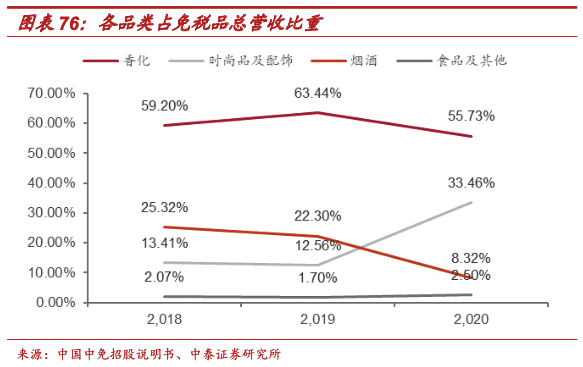 图表 76：各品类占免税品总营收比重
香化 时尚品及配饰 烟酒 食品及其他
70.00%
60.00%
50.00%
40.00%
30.00%
20.00%
10.00%
0.00%
59.20% 63.44% 55.73%
33.46%
25.32% 22.30%
13.41% 12.56% 8.32%
2.07% 1.70% 2.50%
2,018 2,019 2,020
来源：中国中免招股说明书、中泰证券研究所